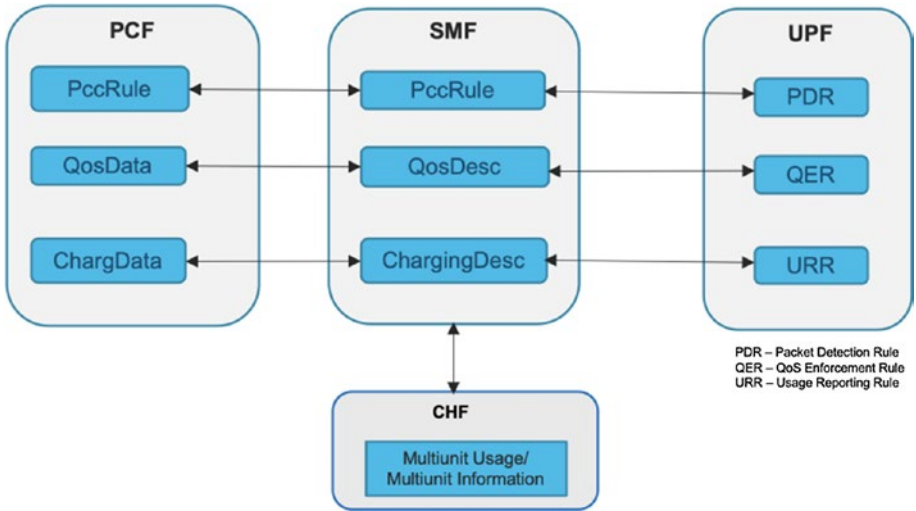 PCF
SMF
UPF
PccRule
PccRule
PDR
QosData
QosDesc
QER
ChargData
ChargingDesc
URR
PDR – Packet Detection Rule
QER – QoS Enforcement Rule
URR – Usage Reporting Rule
CHF
Multiunit Usage/
Multiunit Information